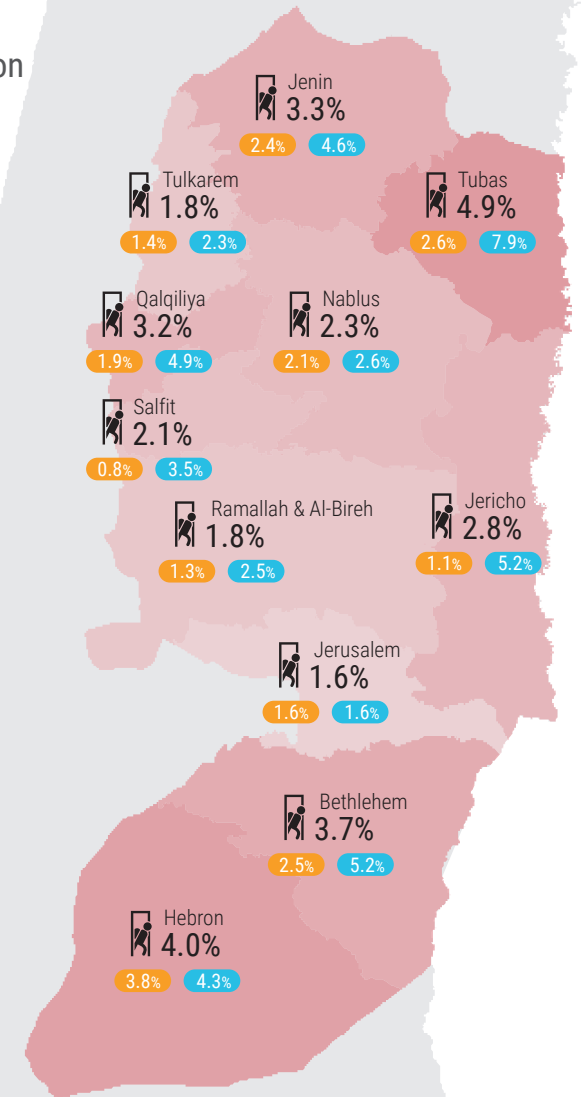 on
Jenin
3.3%
2.4% 4.6%
Tulkarem
1.8%
1.4% 2.3%
Tubas
4.9%
2.6% 7.9%
Qalqiliya
3.2%
1.9% 4.9%
Nablus
2.3%
2.1% 2.6%
Salfit
2.1%
0.8% 3.5%
Ramallah & Al-Bireh
1.8%
1.3% 2.5%
Jericho
2.8%
1.1% 5.2%
Jerusalem
1.6%
1.6% 1.6%
Bethlehem
3.7%
2.5% 5.2%
Hebron
4.0%
3.8% 4.3%